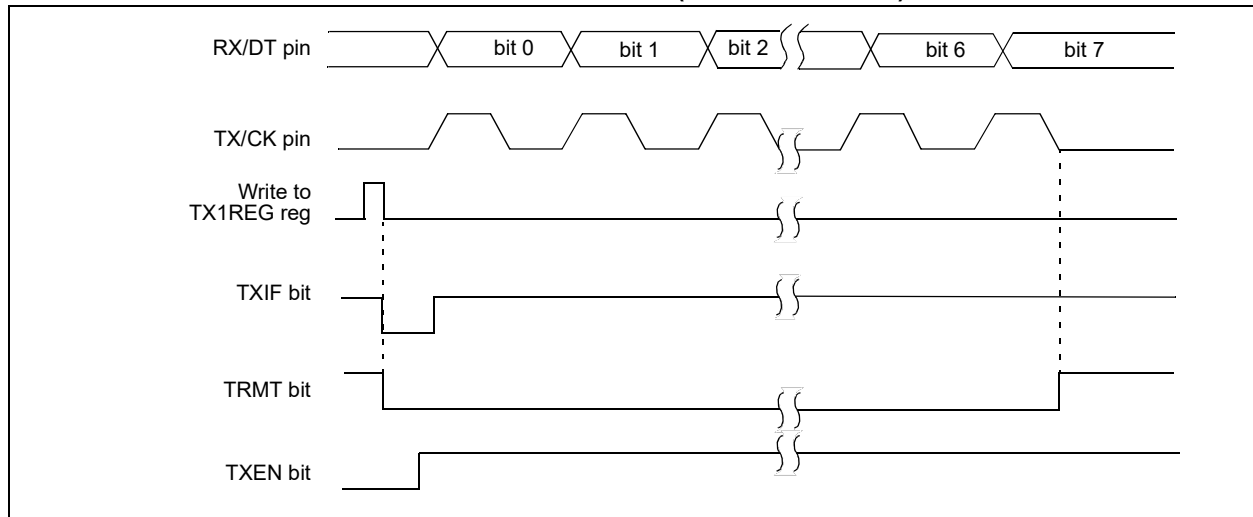 RX/DT pin
bit 0
bit 1
bit 2
bit 6
bit 7
TX/CK pin
Write to
TX1REG reg
TXIF bit
TRMT bit
TXEN bit